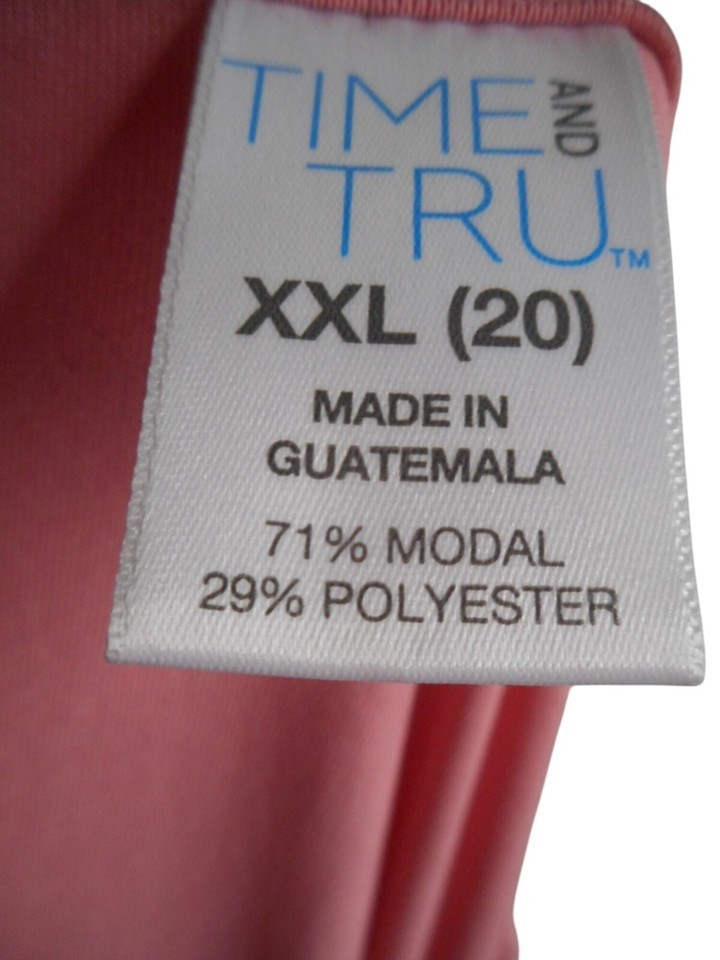 TIME AND
TRU™
XXL (20)
MADE IN
GUATEMALA
71% MODAL
29% POLYESTER